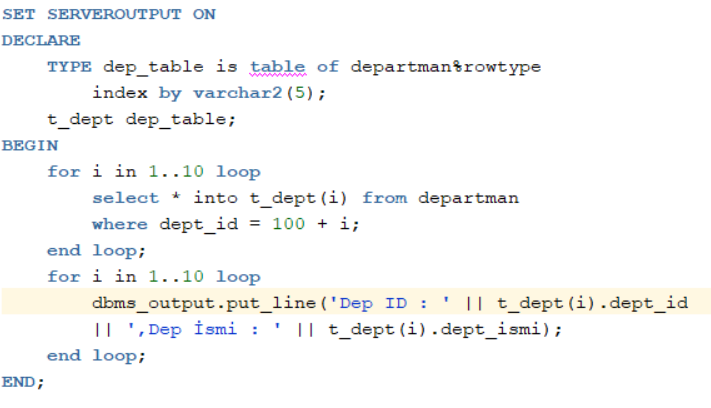 SET SERVEROUTPUT ON
DECLARE
    TYPE dep_table is table of departman%rowtype
        index by varchar2(5);
    t_dept dep_table;
BEGIN
    for i in 1..10 loop
        select * into t_dept(i) from departman
        where dept_id = 100 + i;
    end loop;
    for i in 1..10 loop
        dbms_output.put_line('Dep ID : ' || t_dept(i).dept_id
        || ',Dep İsmi : ' || t_dept(i).dept_ismi);
    end loop;
END;